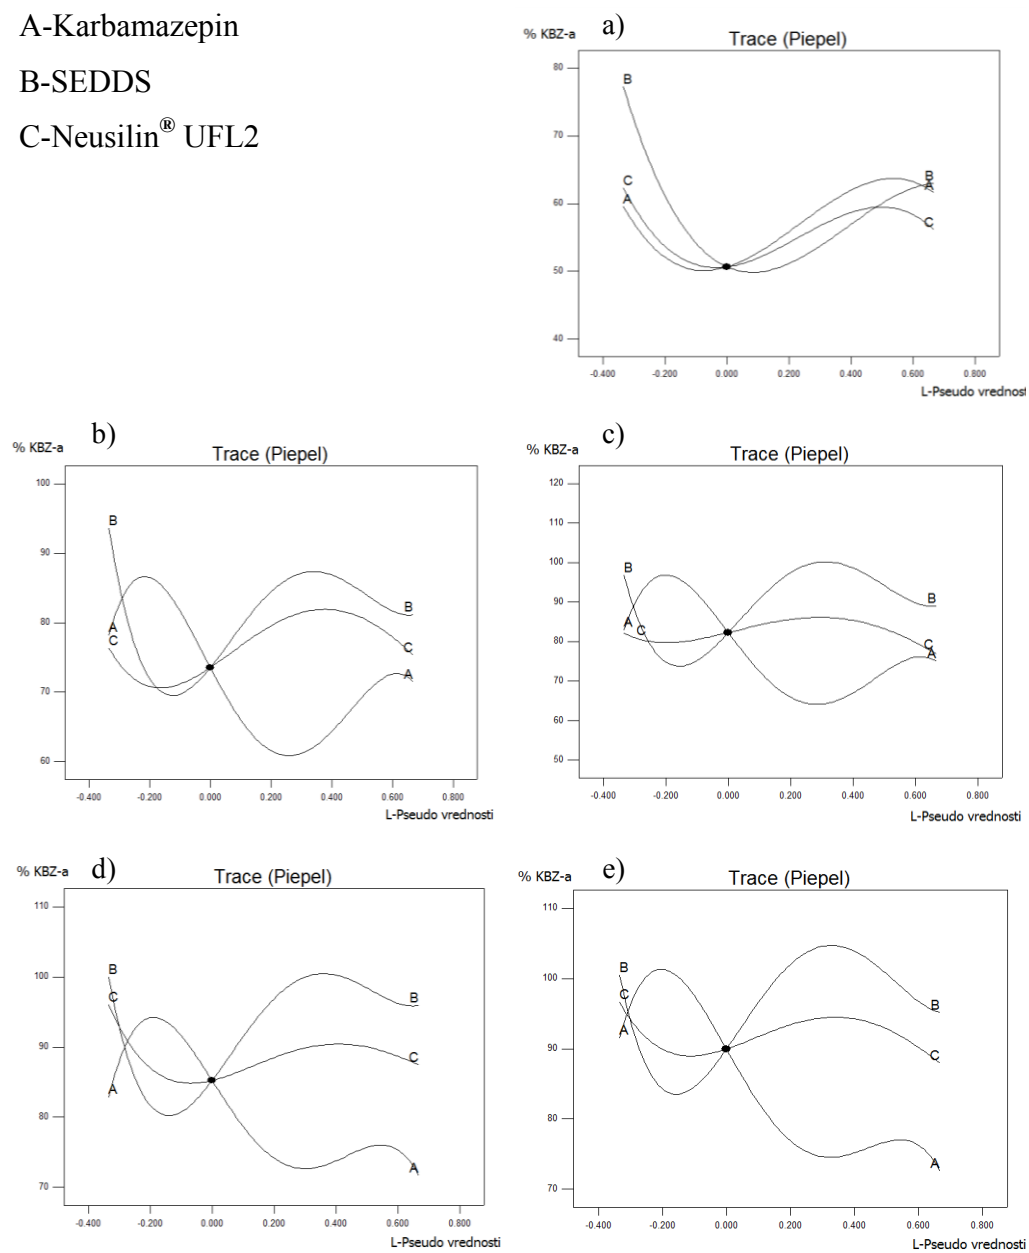 A-Karbamazepin
B-SEDDS
C-Neusilin® UFL2
% KBZ-a
a)
Trace (Piepel)
80
B
70
C
A
B
A
60
C
50
40
-0.400 -0.200 0.000 0.200 0.400 0.600 0.800
L-Pseudo vrednost
% KBZ-a
b)
Trace (Piepel)
100
B
90
80
A
C
B
C
A
70
60
-0.400 -0.200 0.000 0.200 0.400 0.600 0.800
L-Pseudo vrednosti
% KBZ-a
c)
Trace (Piepel)
120
110
100
B
90
A
C
B
80
C
A
70
60
50
-0.400 -0.200 0.000 0.200 0.400 0.600 0.800
L-Pseudo vrednosti
% KBZ-a
d)
Trace (Piepel)
110
100
B
C
B
90
A
C
80
A
70
-0.400 -0.200 0.000 0.200 0.400 0.600 0.800
L-Pseudo vrednosti
% KBZ-a
e)
Trace (Piepel)
110
B
100
C
A
B
90
C
80
A
70
-0.400 -0.200 0.000 0.200 0.400 0.600 0.800
L-Pseudo vrednosti